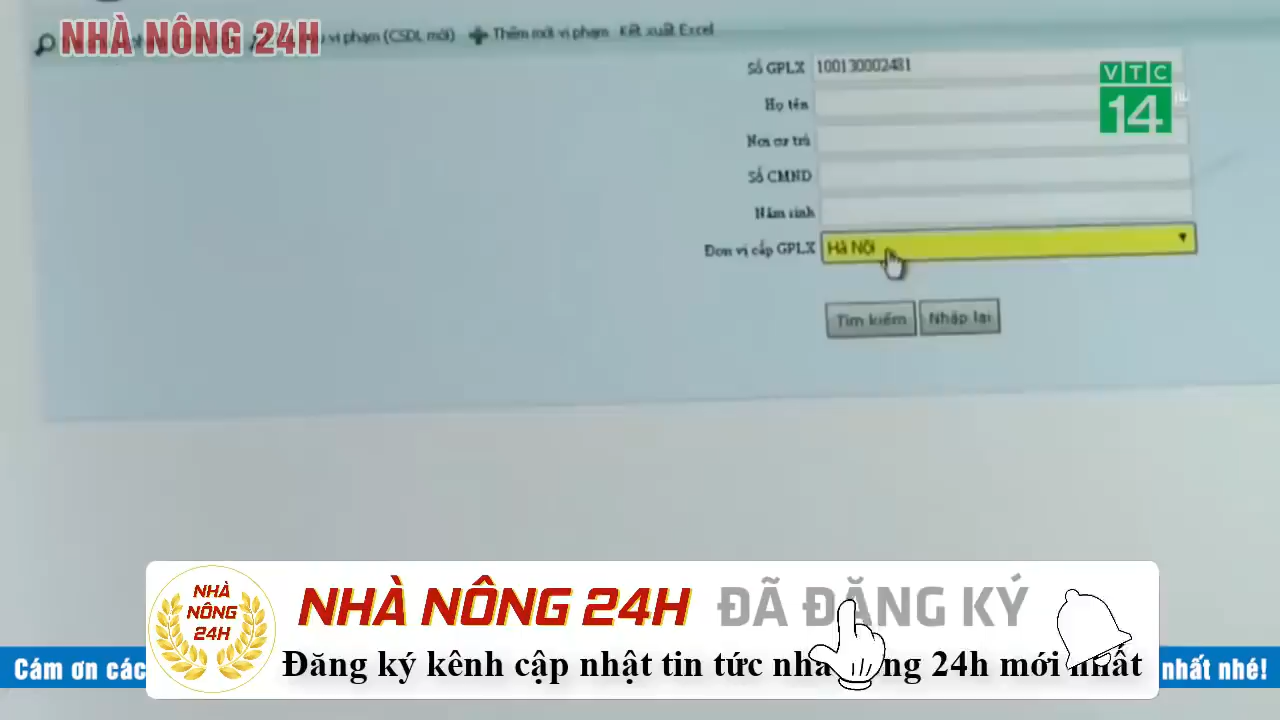 NHÀ NÔNG 24H
vi phạm (CSDL mới) Thêm mới vi phạm Kết xuất Excel
Số GPLX 100130002481
VTC
14
Họ tên
Nơi cư trú
Số CMND
Năm sinh
Đơn vị cấp GPLX Hà Nội
Tìm kiếm Nhập lại
NHÀ
NÔNG
24H
NHÀ NÔNG 24H ĐÃ ĐĂNG KÝ
Đăng ký kênh cập nhật tin tức nhà nông 24h mới nhất
Cám ơn các nhất nhé!